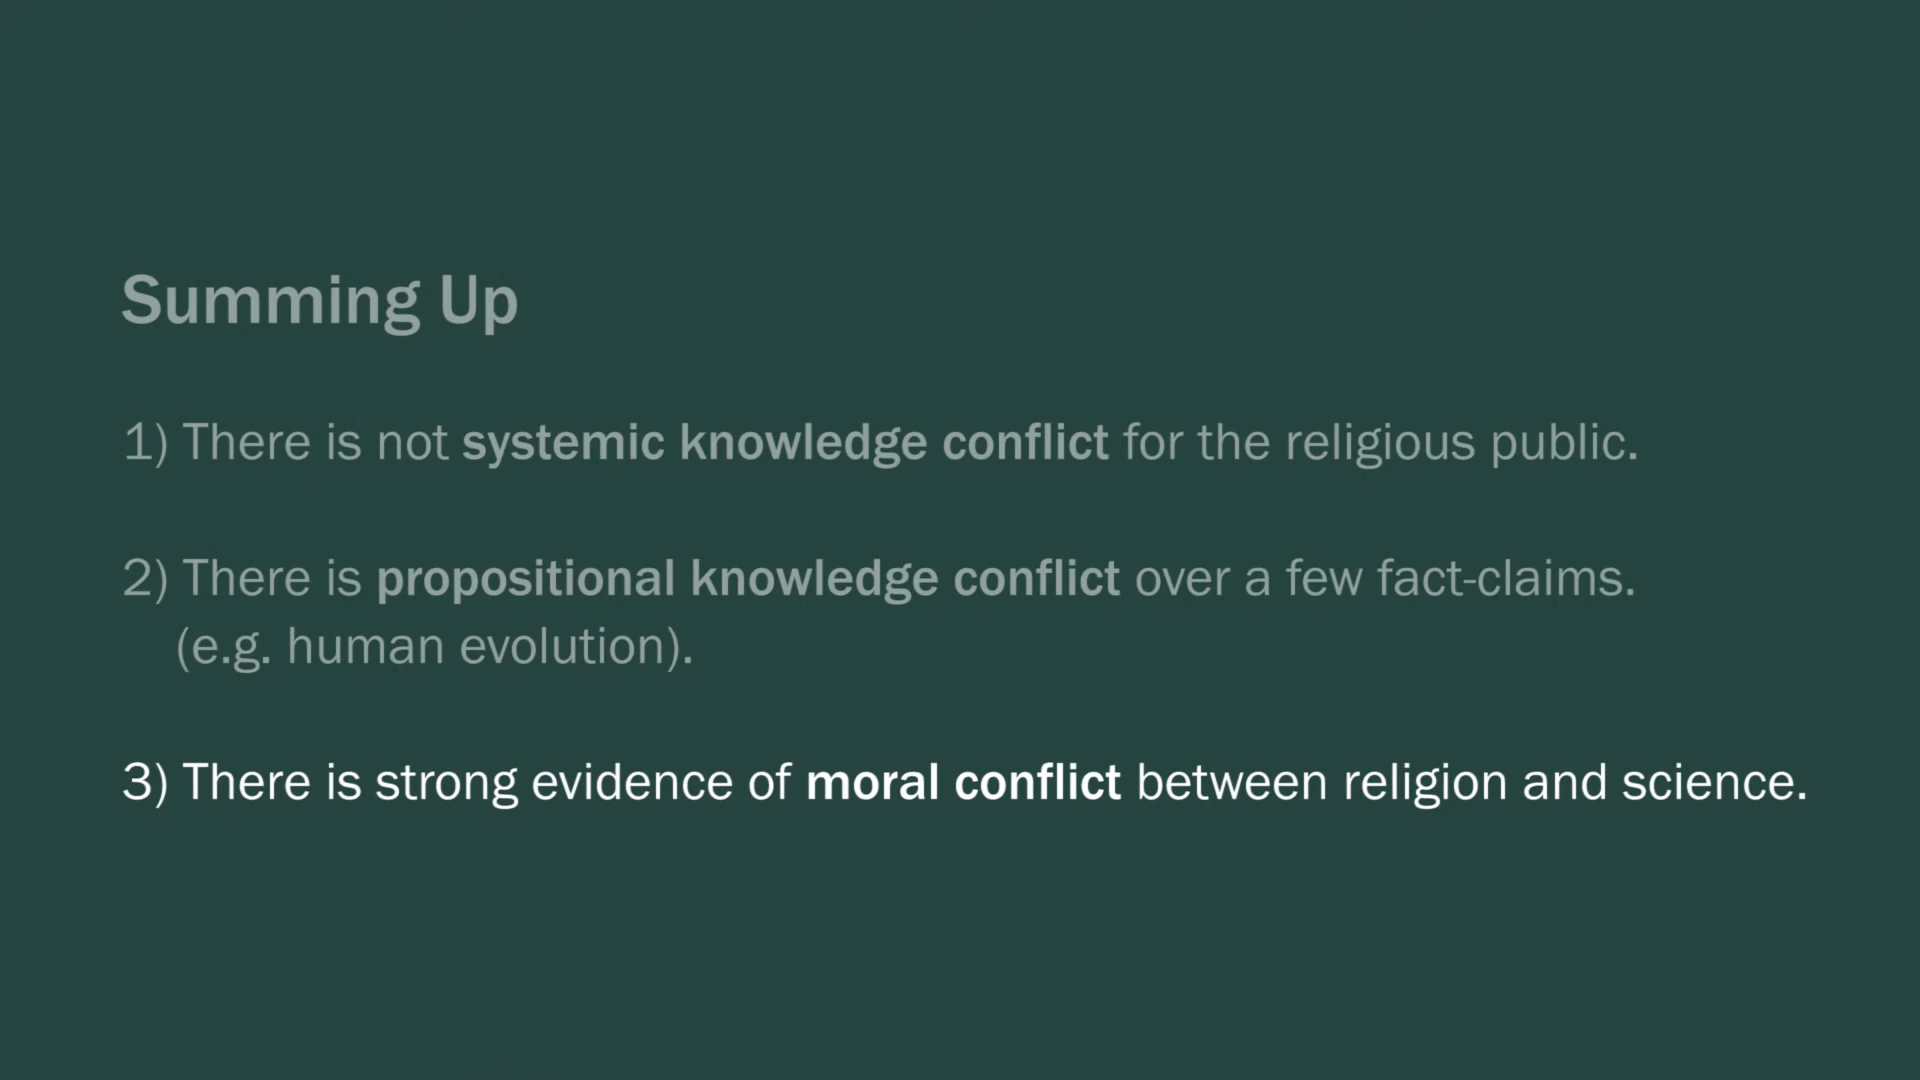 Summing Up
1) There is not systemic knowledge conflict for the religious public.
2) There is propositional knowledge conflict over a few fact-claims.
(e.g. human evolution).
3) There is strong evidence of moral conflict between religion and science.